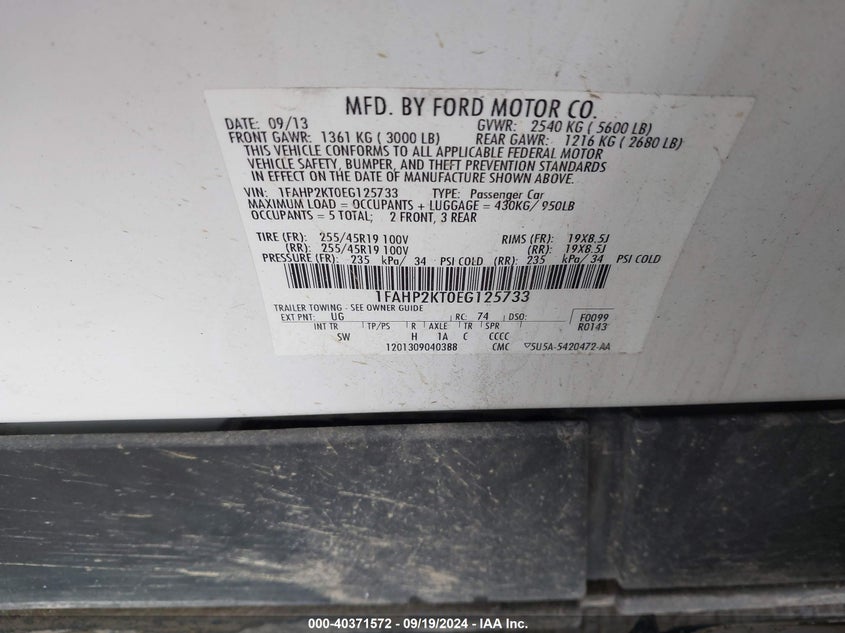 MFD. BY FORD MOTOR CO.
DATE: 09/13 GVWR: 2540 KG ( 5600 LB)
FRONT GAWR: 1361 KG ( 3000 LB) REAR GAWR: 1216 KG ( 2680 LB)
THIS VEHICLE CONFORMS TO ALL APPLICABLE FEDERAL MOTOR
VEHICLE SAFETY, BUMPER, AND THEFT PREVENTION STANDARDS
IN EFFECT ON THE DATE OF MANUFACTURE SHOWN ABOVE.
VIN: 1FAHP2KT0EG125733 TYPE: Passenger Car
MAXIMUM LOAD = OCCUPANTS + LUGGAGE = 430KG/ 950LB
OCCUPANTS = 5 TOTAL; 2 FRONT, 3 REAR
TIRE (FR): 255/45R19 100V RIMS (FR): 19X8.5J
(RR): 255/45R19 100V (RR): 19X8.5J
PRESSURE (FR): 235 kPa/ 34 PSI COLD (RR): 235 kPa/ 34 PSI COLD
1FAHP2KT0EG125733
TRAILER TOWING - SEE OWNER GUIDE
EXT PNT: UG RC: 74 DSO: F0099
INT TR TP/PS R AXLE TR SPR R0143
SW H 1A C CCCC
1201309040388 CMC 5U5A-5420472-AA
000-40371572 - 09/19/2024 - IAA Inc.